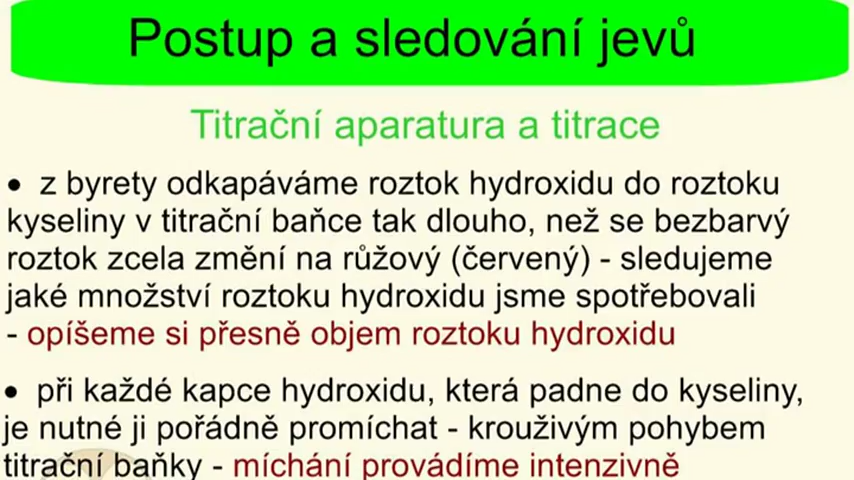 Postup a sledování jevů
Titrační aparatura a titrace
• z byrety odkapáváme roztok hydroxidu do roztoku
kyseliny v titrační baňce tak dlouho, než se bezbarvý
roztok zcela změní na růžový (červený) - sledujeme
jaké množství roztoku hydroxidu jsme spotřebovali
- opíšeme si přesně objem roztoku hydroxidu
• při každé kapce hydroxidu, která padne do kyseliny,
je nutné ji pořádně promíchat - krouživým pohybem
titrační baňky - míchání provádíme intenzivně